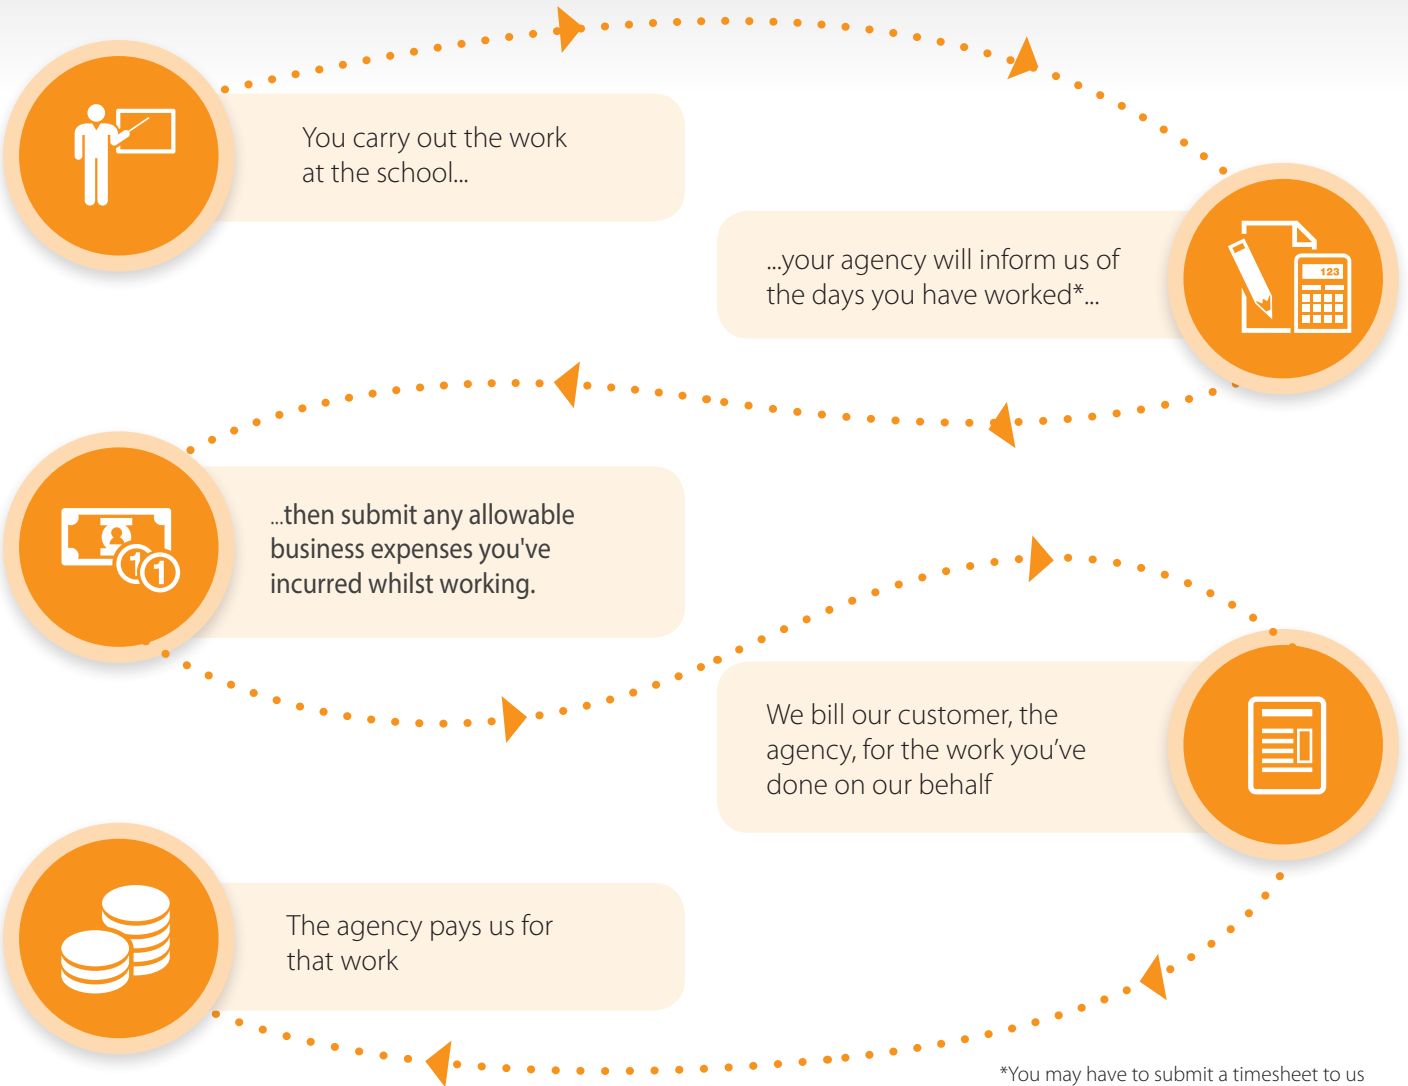 You carry out the work
at the school...
...your agency will inform us of
the days you have worked*...
123
...then submit any allowable
business expenses you've
incurred whilst working.
1 1
We bill our customer, the
agency, for the work you’ve
done on our behalf
The agency pays us for
that work
*You may have to submit a timesheet to us